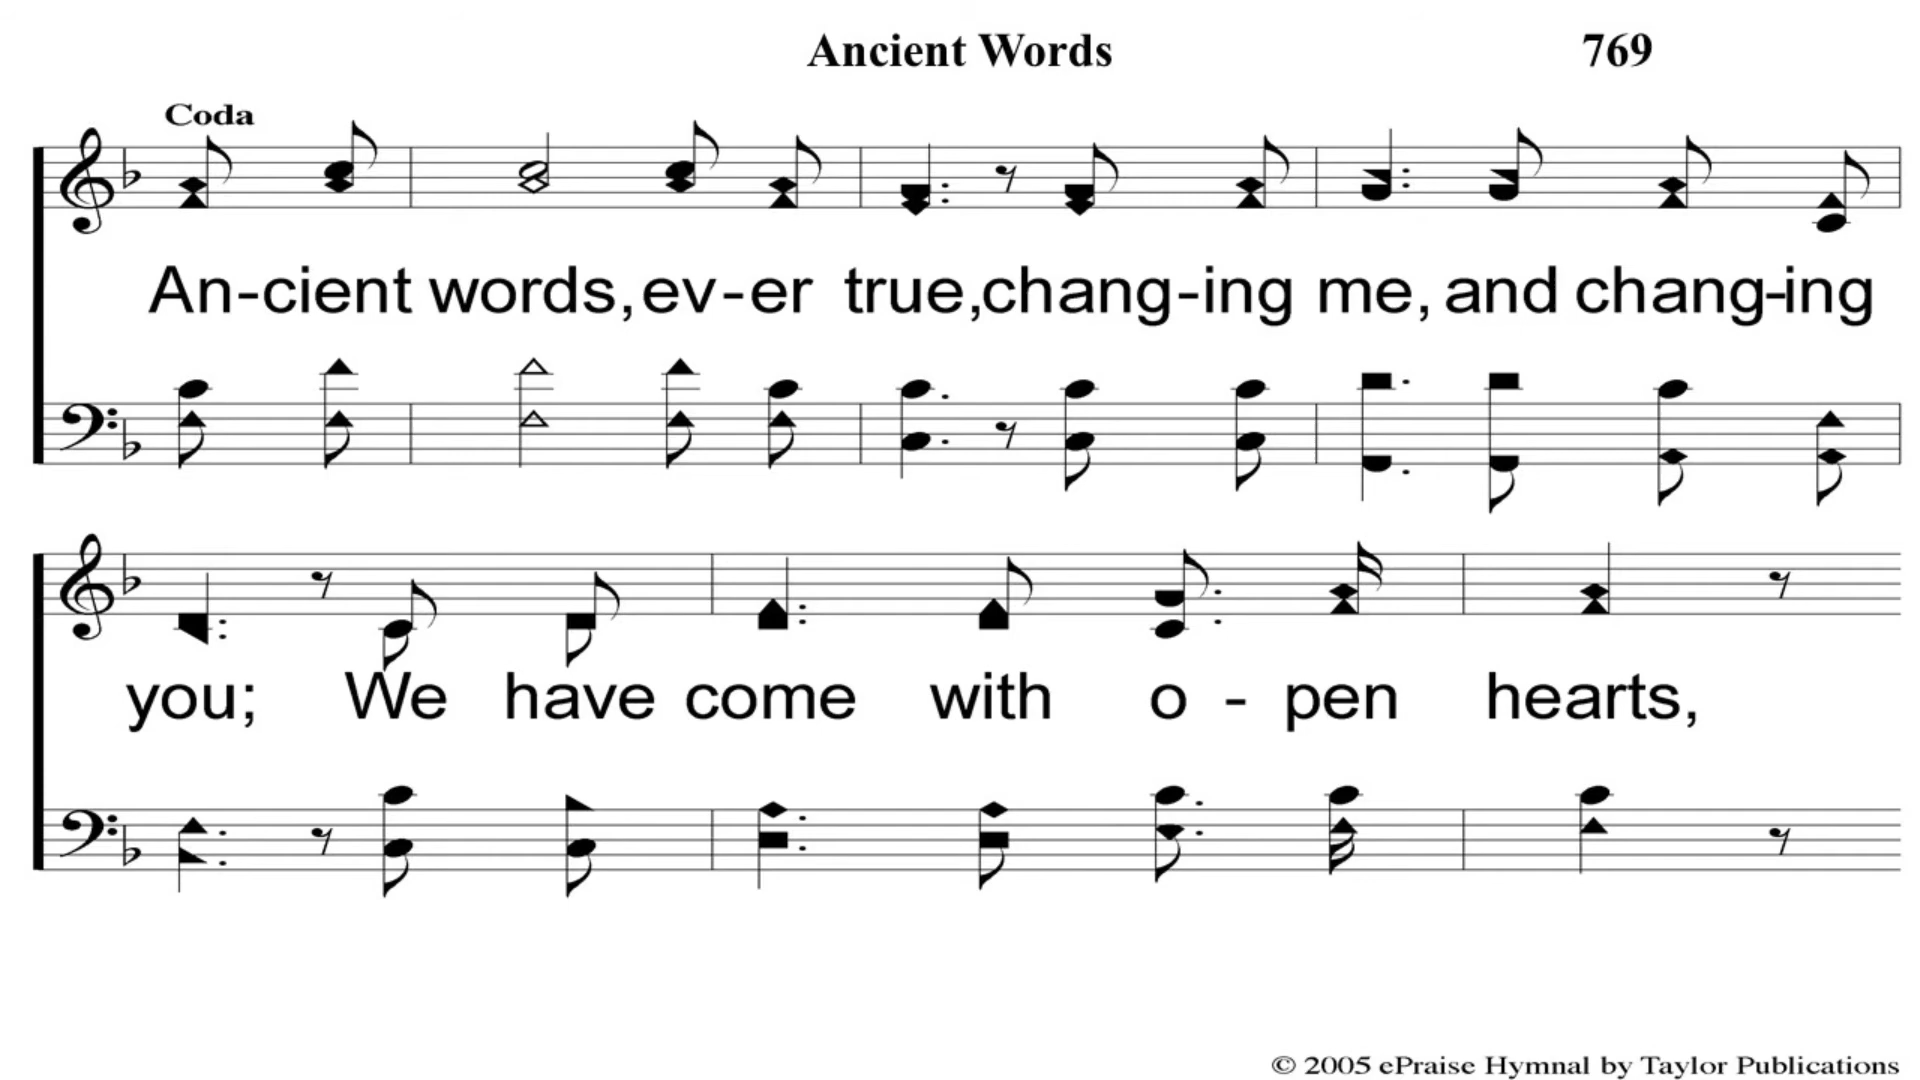 Ancient Words 769
Coda
An-cient words, ev-er true, chang-ing me, and chang-ing
you; We have come with o - pen hearts,
© 2005 ePraise Hymnal by Taylor Publications